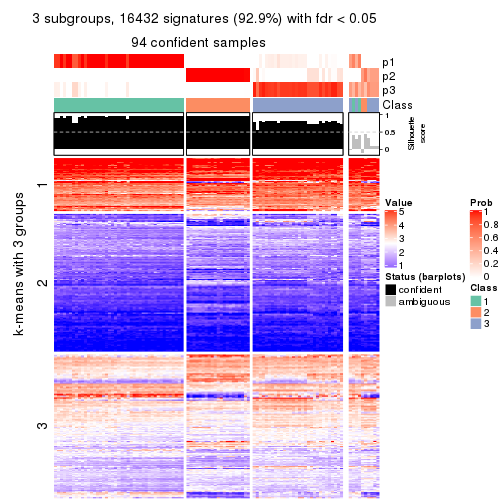 3 subgroups, 16432 signatures (92.9%) with fdr < 0.05
94 confident samples
p1
p2
p3
Class
1
0.5
0
Silhouette
score
k-means with 3 groups
1
2
3
Value
5
4
3
2
1
Status (barplots)
confident
ambiguous
Prob
1
0.8
0.6
0.4
0.2
0
Class
1
2
3